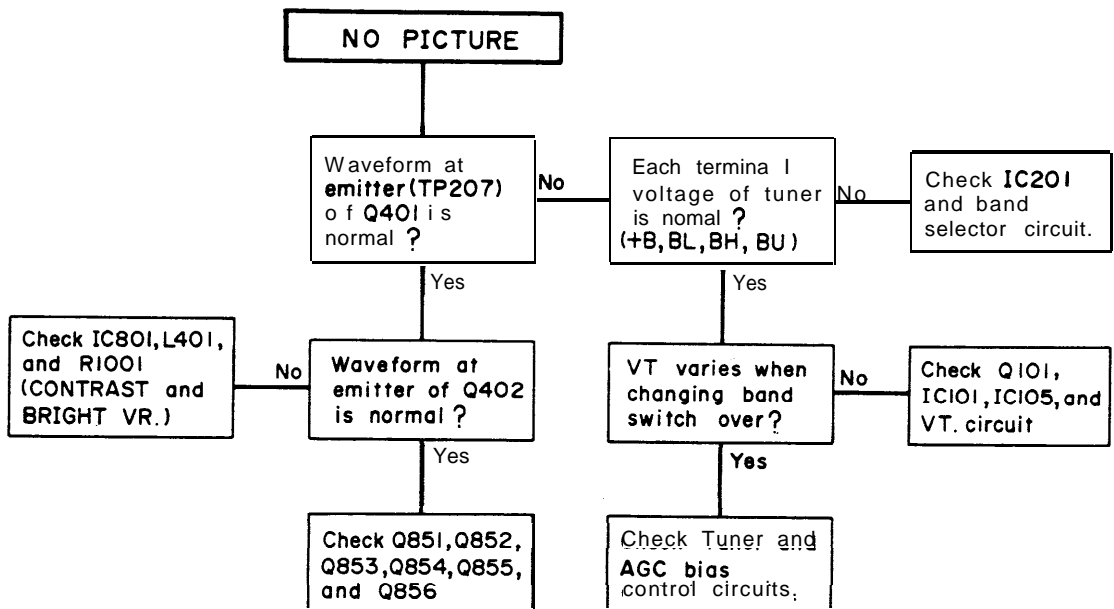 NO PICTURE
Waveform at
emitter(TP207)
of Q401 is
normal ?
No
Each terminal
voltage of tuner
is nomal ?
(+B, BL, BH, BU)
No
Check IC201
and band
selector circuit.
Yes
Yes
Check IC801, L401,
and R1001
(CONTRAST and
BRIGHT VR.)
No
Waveform at
emitter of Q402
is normal ?
VT varies when
changing band
switch over?
No
Check Q101,
IC101, IC105, and
VT. circuit
Yes
Yes
Check Q851, Q852,
Q853, Q854, Q855,
and Q856
Check Tuner and
AGC bias
control circuits.